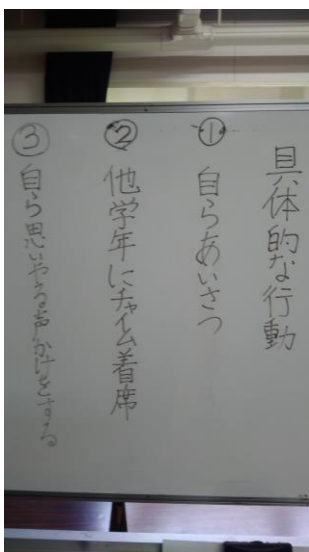 具体的な行動
① 自らあいさつ
② 他学年にチャイム着席
③ 自ら思いやる声かけをする